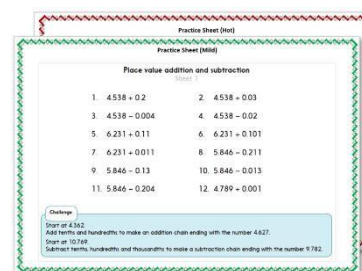 Practice Sheet (Hot)
Practice Sheet (Mild)
Place value addition and subtraction
Sheet 1
1. 4.538 + 0.2 2. 4.538 + 0.03
3. 4.538 – 0.004 4. 4.538 – 0.02
5. 6.231 + 0.11 6. 6.231 + 0.101
7. 6.231 + 0.011 8. 5.846 – 0.211
9. 5.846 – 0.13 10. 5.846 – 0.013
11. 5.846 – 0.204 12. 4.789 + 0.001
Challenge
Start at 4.362
Add tenths and hundredths to make an addition chain ending with the number 4.627.
Start at 10.769.
Subtract tenths, hundredths and thousandths to make a subtraction chain ending with the number 9.782.